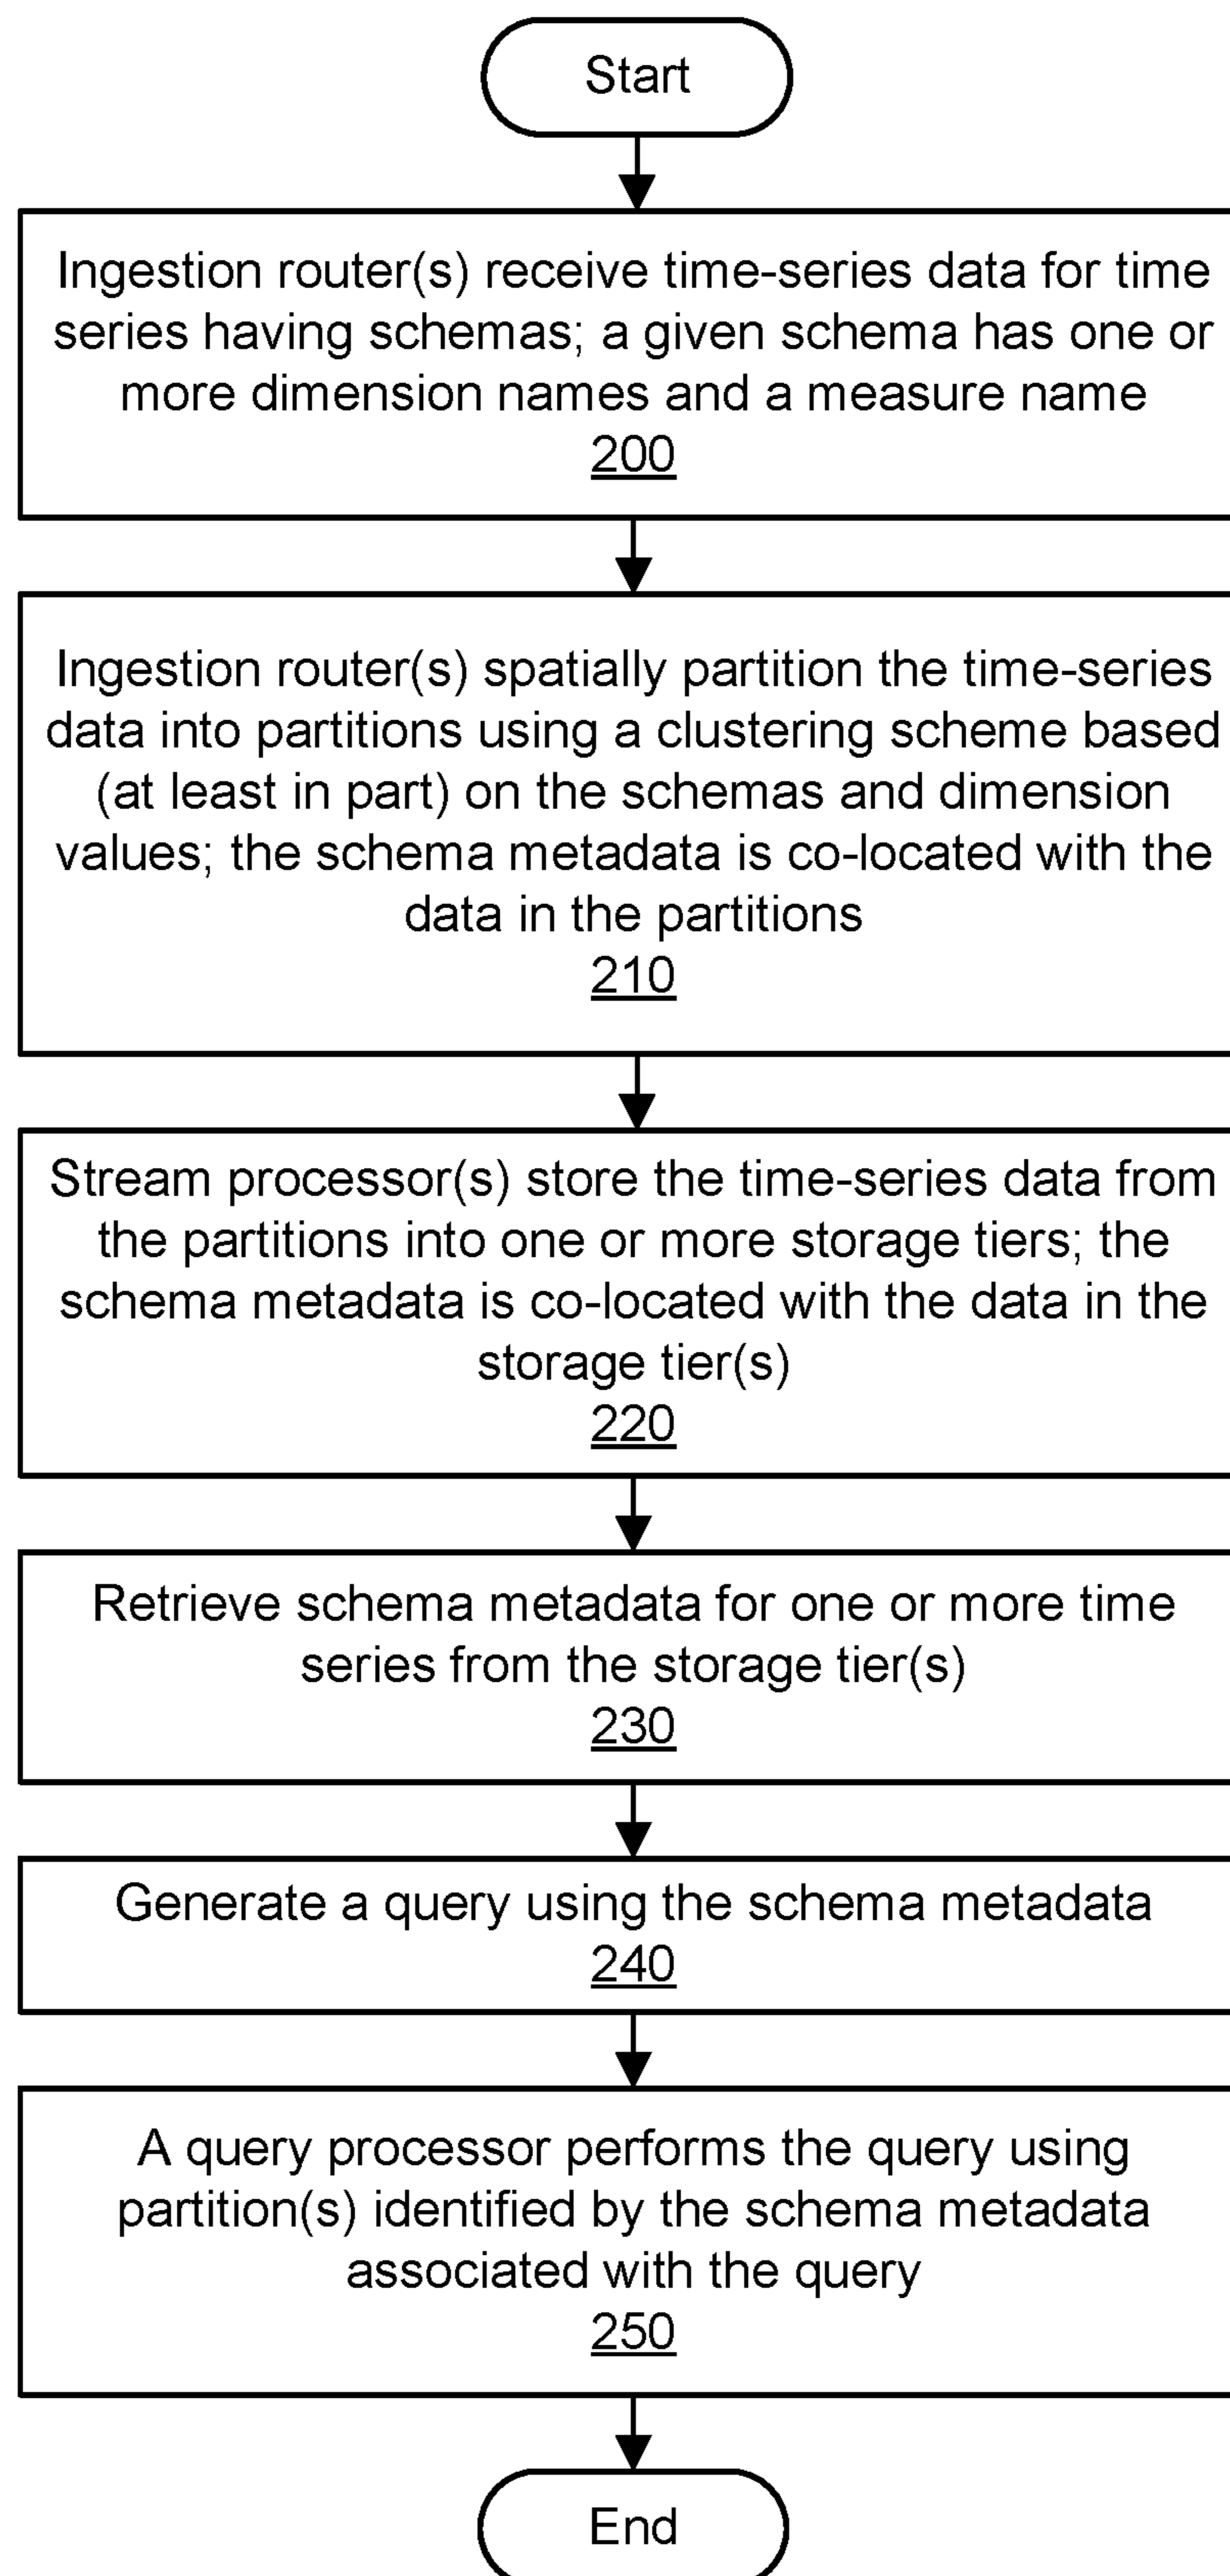 Start
Ingestion router(s) receive time-series data for time
series having schemas; a given schema has one or
more dimension names and a measure name
200
Ingestion router(s) spatially partition the time-series
data into partitions using a clustering scheme based
(at least in part) on the schemas and dimension
values; the schema metadata is co-located with the
data in the partitions
210
Stream processor(s) store the time-series data from
the partitions into one or more storage tiers; the
schema metadata is co-located with the data in the
storage tier(s)
220
Retrieve schema metadata for one or more time
series from the storage tier(s)
230
Generate a query using the schema metadata
240
A query processor performs the query using
partition(s) identified by the schema metadata
associated with the query
250
End